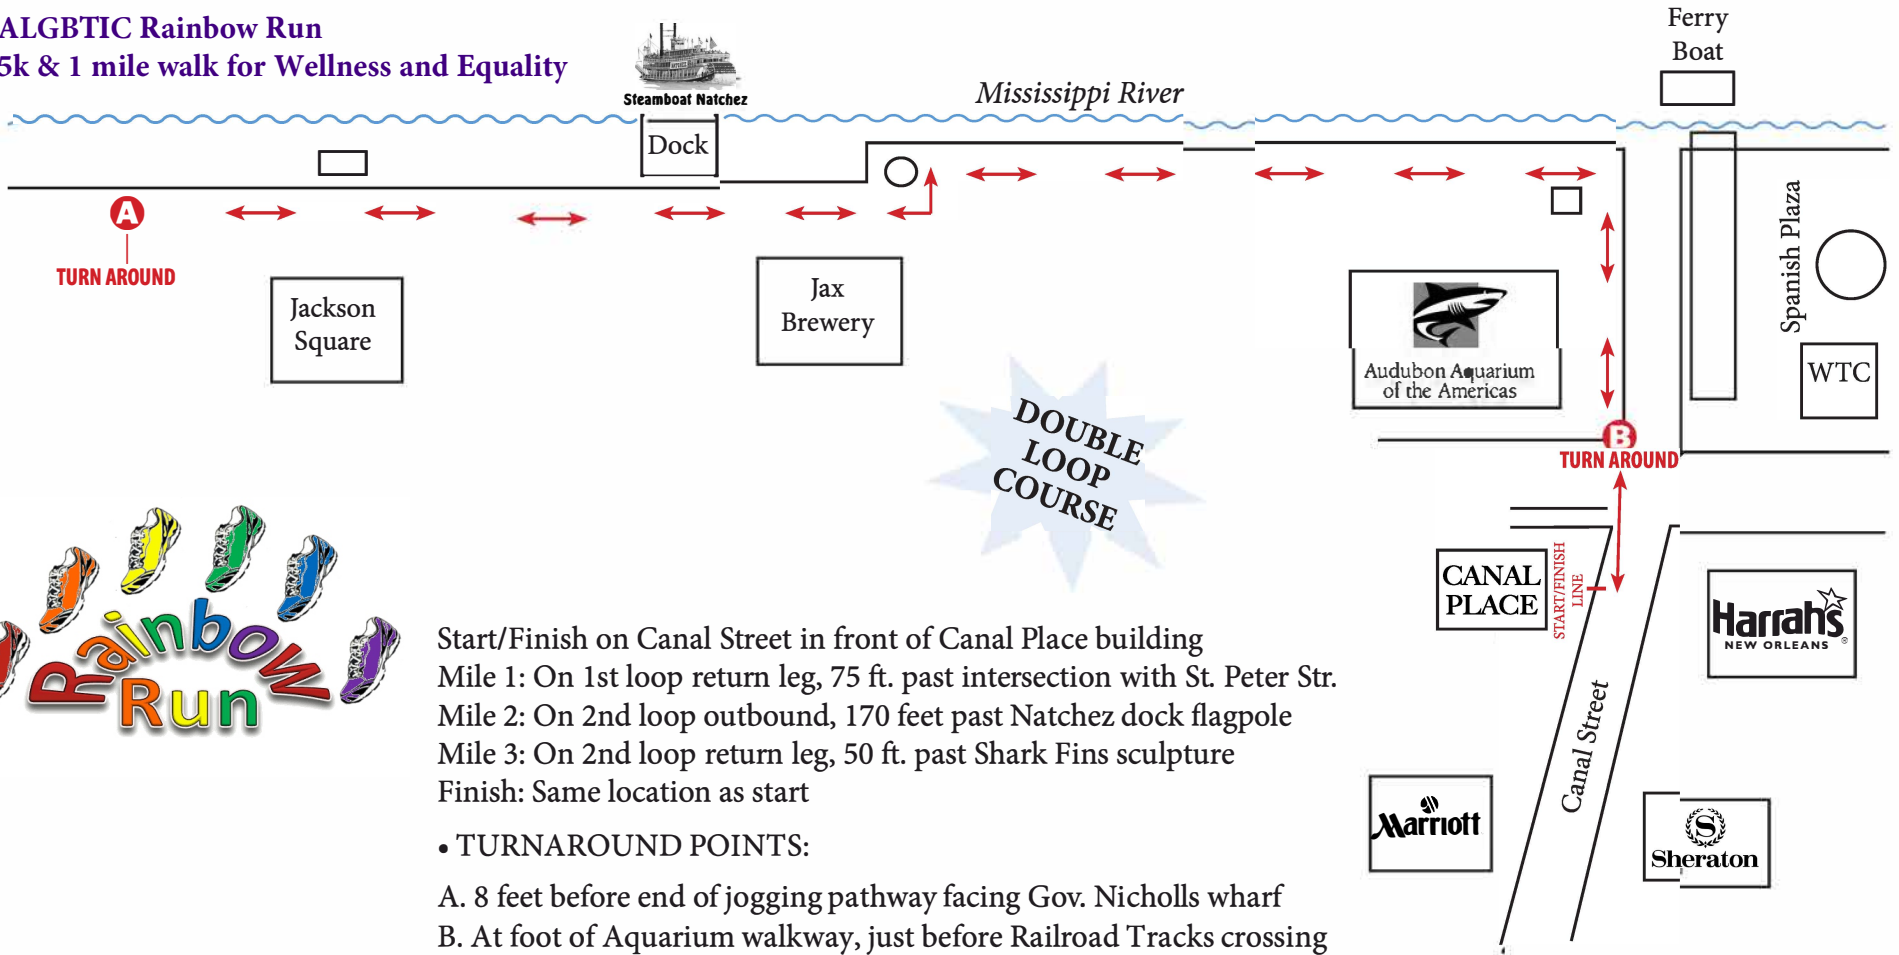 ALGBTIC Rainbow Run
5k & 1 mile walk for Wellness and Equality
Steamboat Natchez
Dock
Mississippi River
Ferry
Boat
A
TURN AROUND
Jackson
Square
Jax
Brewery
Audubon Aquarium
of the Americas
Spanish Plaza
WTC
B
TURN AROUND
DOUBLE
LOOP
COURSE
CANAL
PLACE
START/FINISH
LINE
Harrah's
NEW ORLEANS
Canal Street
Marriott
S
Sheraton
Rainbow
Run
Start/Finish on Canal Street in front of Canal Place building
Mile 1: On 1st loop return leg, 75 ft. past intersection with St. Peter Str.
Mile 2: On 2nd loop outbound, 170 feet past Natchez dock flagpole
Mile 3: On 2nd loop return leg, 50 ft. past Shark Fins sculpture
Finish: Same location as start
• TURNAROUND POINTS:
A. 8 feet before end of jogging pathway facing Gov. Nicholls wharf
B. At foot of Aquarium walkway, just before Railroad Tracks crossing